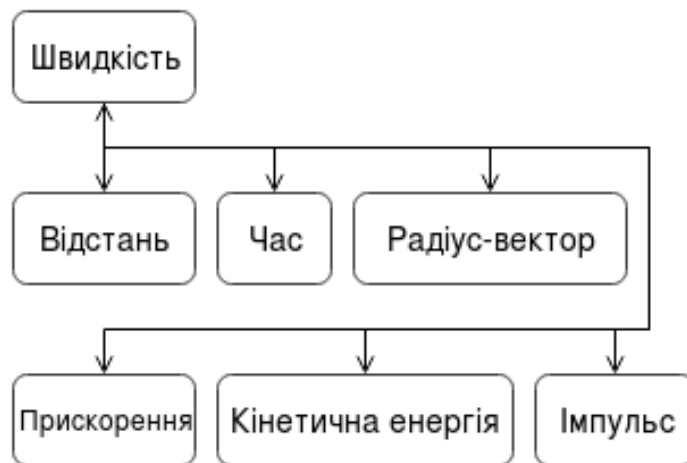 Швидкість
Відстань
Час
Радіус-вектор
Прискорення
Кінетична енергія
Імпульс